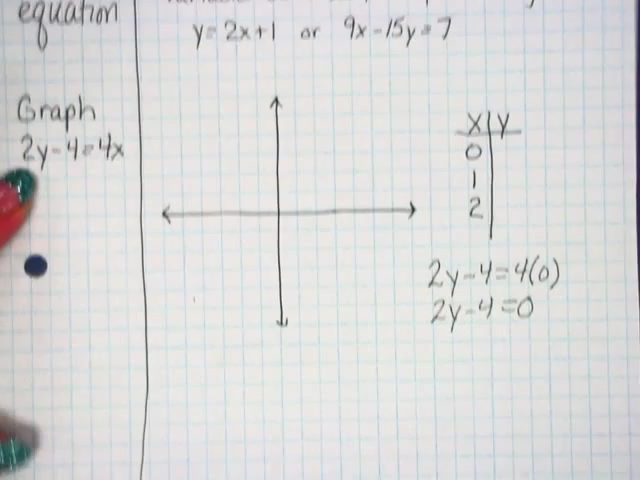 equation
y=2x+1 or 9x-15y=7
Graph
2y-4=4x
X Y
0
1
2
2y-4=4(0)
2y-4=0